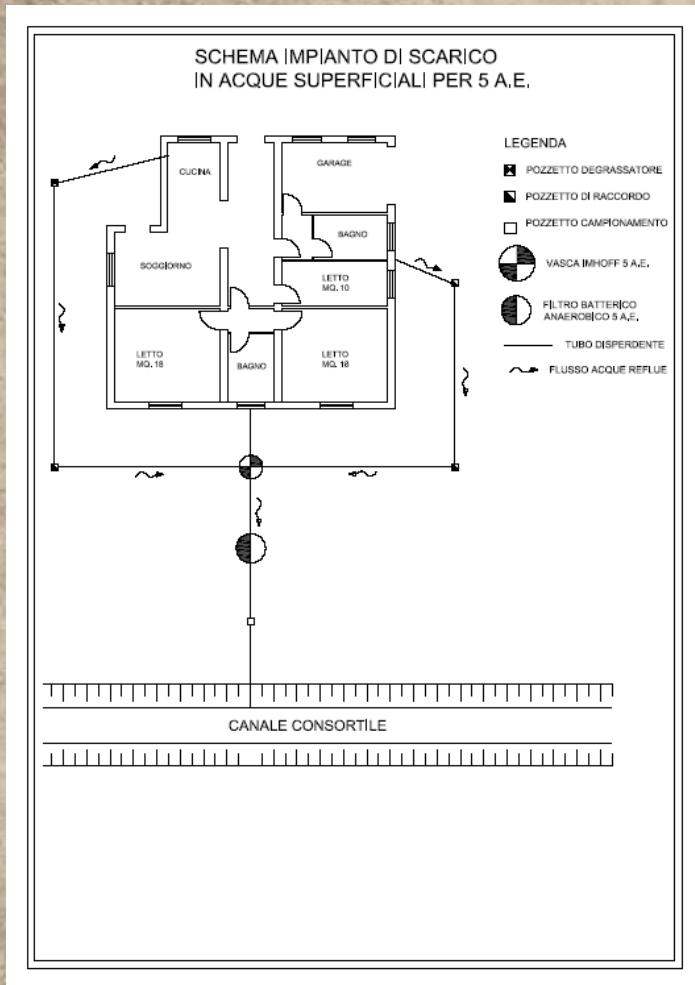 SCHEMA IMPIANTO DI SCARICO
IN ACQUE SUPERFICIALI PER 5 A.E.
CUCINA
GARAGE
BAGNO
SOGGIORNO
LETTO
MQ. 10
LETTO
MQ. 18
BAGNO
LETTO
MQ. 18
LEGENDA
POZZETTO DEGRASSATORE
POZZETTO DI RACCORDO
POZZETTO CAMPIONAMENTO
VASCA IMHOFF 5 A.E.
FILTRO BATTERICO
ANAEROBICO 5 A.E.
TUBO DISPERDENTE
FLUSSO ACQUE REFLUE
CANALE CONSORTILE